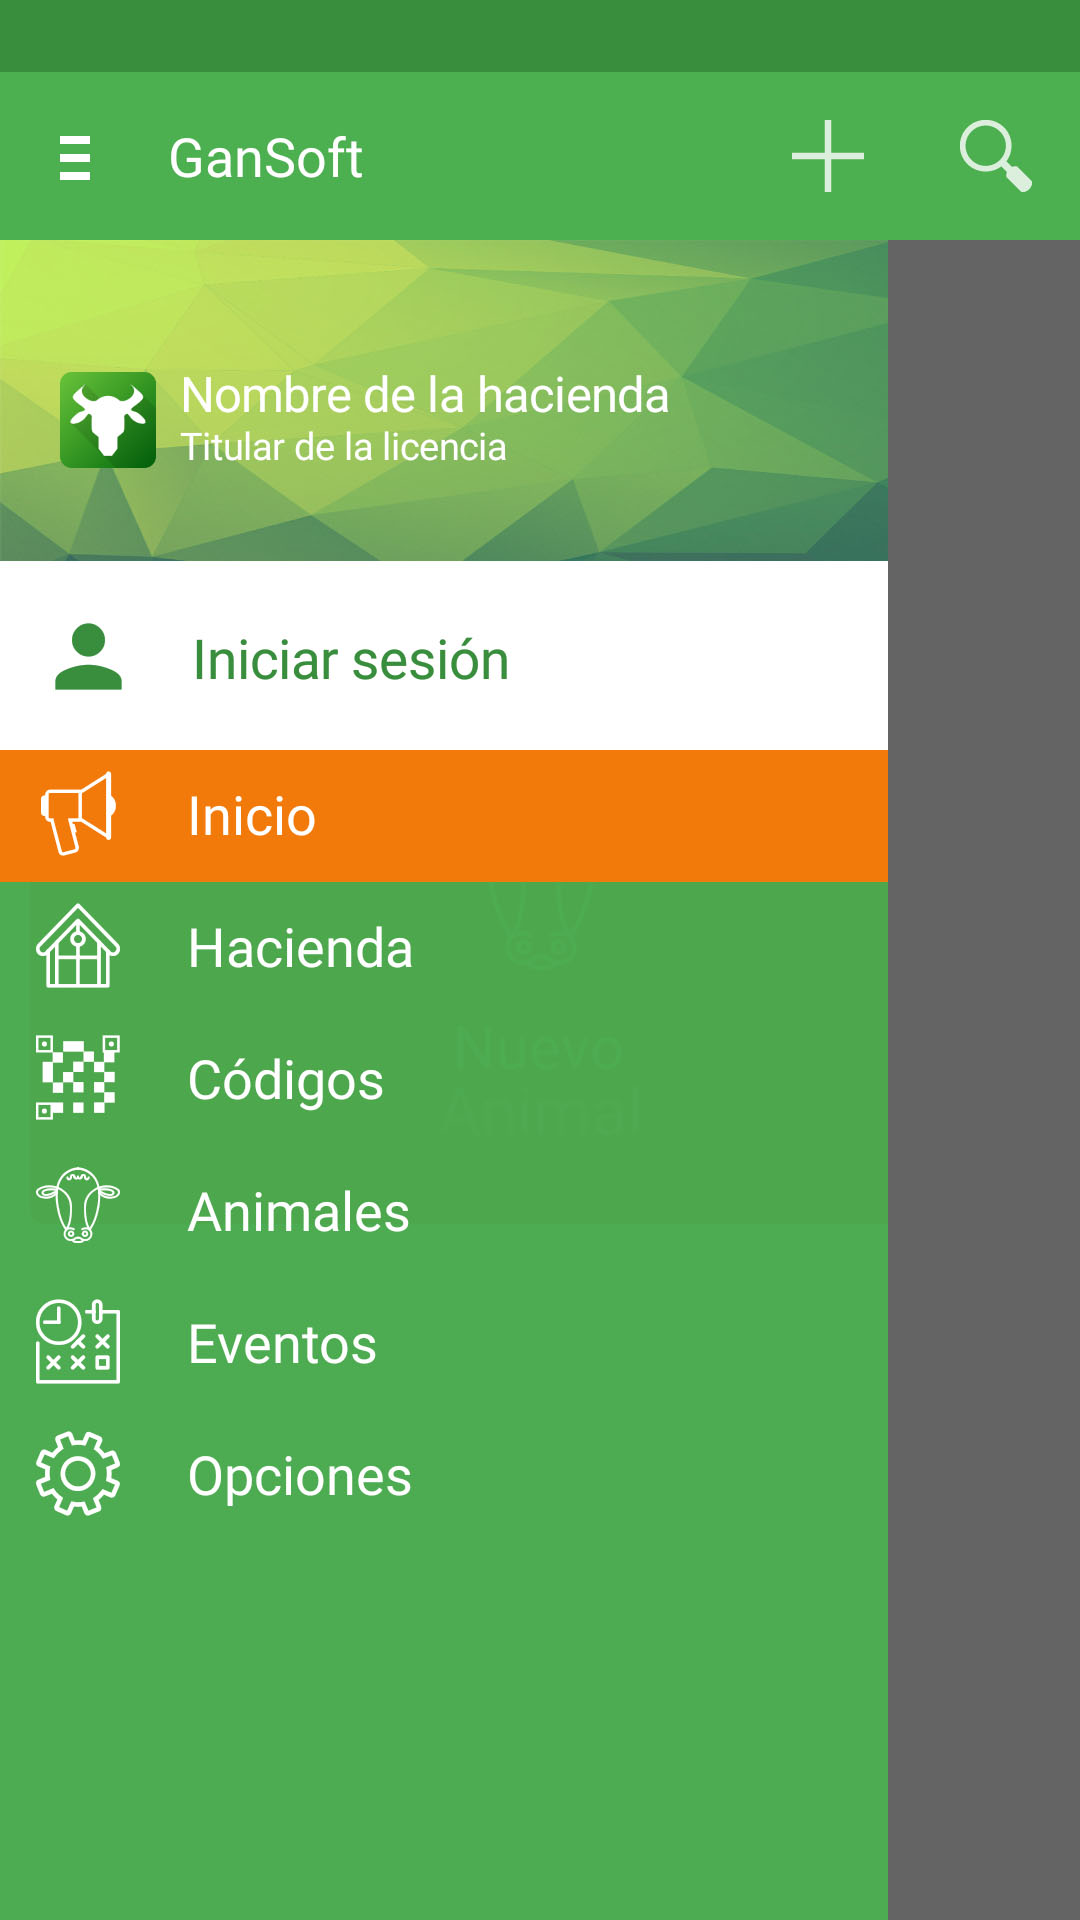 GanSoft
Nombre de la hacienda
Titular de la licencia
Iniciar sesión
Inicio
Hacienda
Nuevo
Animal
Códigos
Animales
Eventos
Opciones